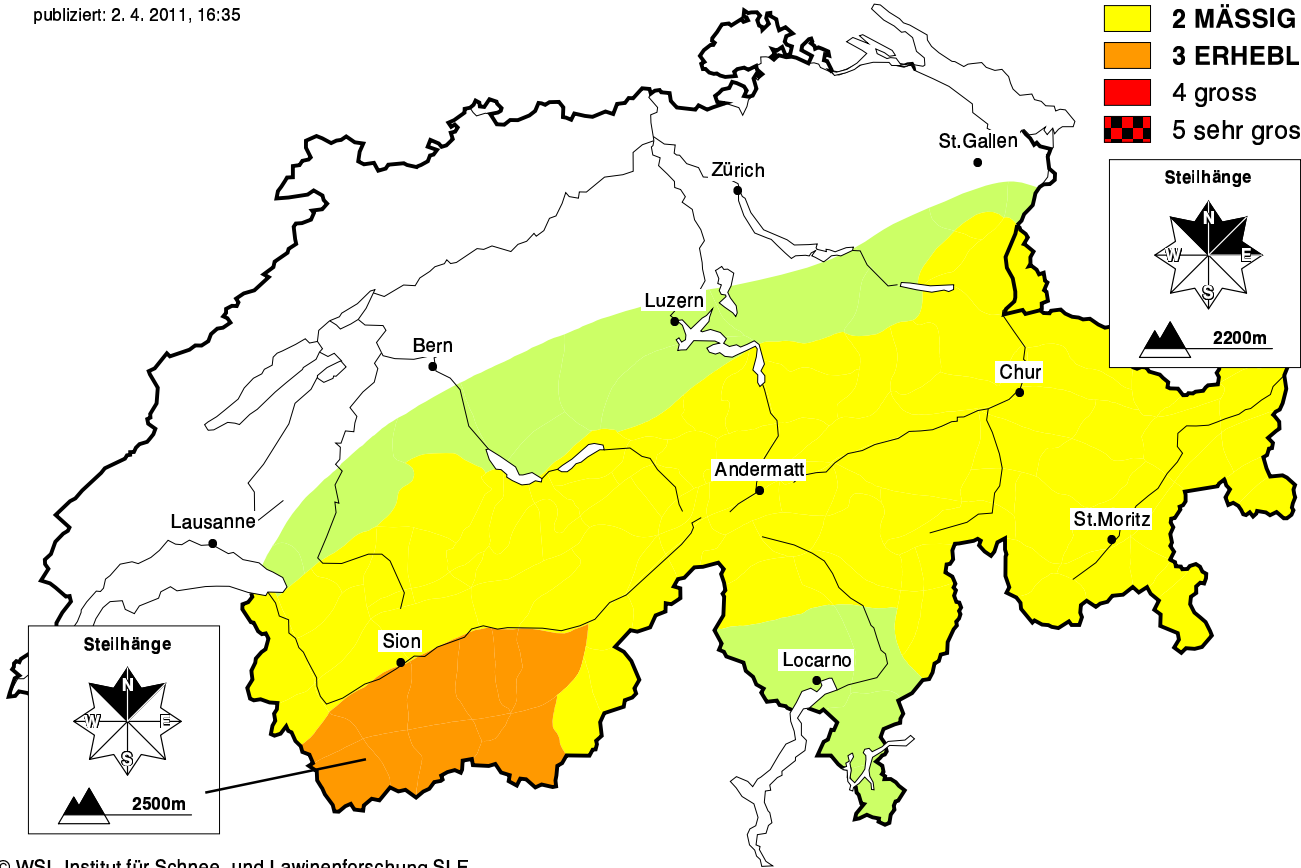 publiziert: 2. 4. 2011, 16:35
2 MÄSSIG
3 ERHEBL
4 gross
5 sehr gros
St.Gallen
Zürich
Steilhänge
N
W
E
S
2200m
Luzern
Bern
Chur
Andermatt
Lausanne
St.Moritz
Sion
Locarno
Steilhänge
N
W
E
S
2500m
© WSL Institut für Schnee- und Lawinenforschung SLF